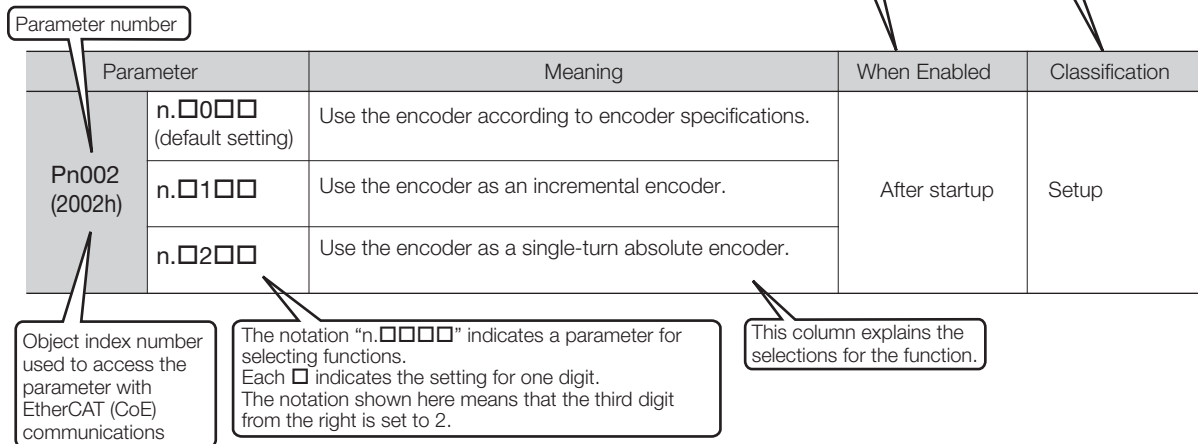 Parameter number
Parameter Meaning When Enabled Classification
n.□0□□
(default setting)
Use the encoder according to encoder specifications.
Pn002
(2002h)
n.□1□□
Use the encoder as an incremental encoder.
After startup
Setup
n.□2□□
Use the encoder as a single-turn absolute encoder.
Object index number
used to access the
parameter with
EtherCAT (CoE)
communications
The notation “n.□□□□” indicates a parameter for
selecting functions.
Each □ indicates the setting for one digit.
The notation shown here means that the third digit
from the right is set to 2.
This column explains the
selections for the function.